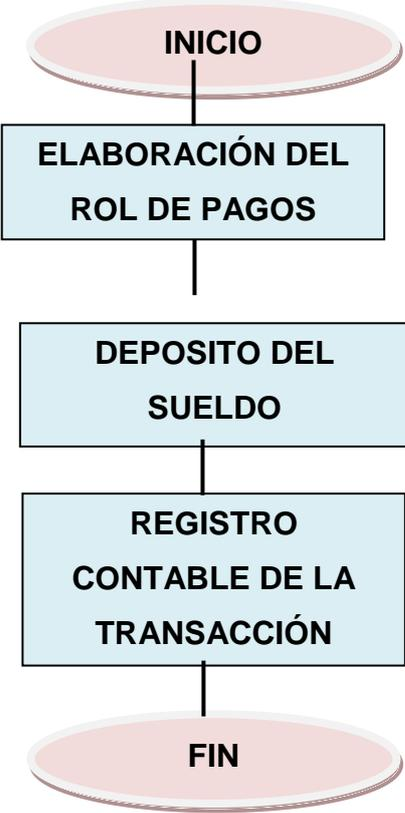 INICIO
ELABORACIÓN DEL
ROL DE PAGOS
DEPOSITO DEL
SUELDO
REGISTRO
CONTABLE DE LA
TRANSACCIÓN
FIN